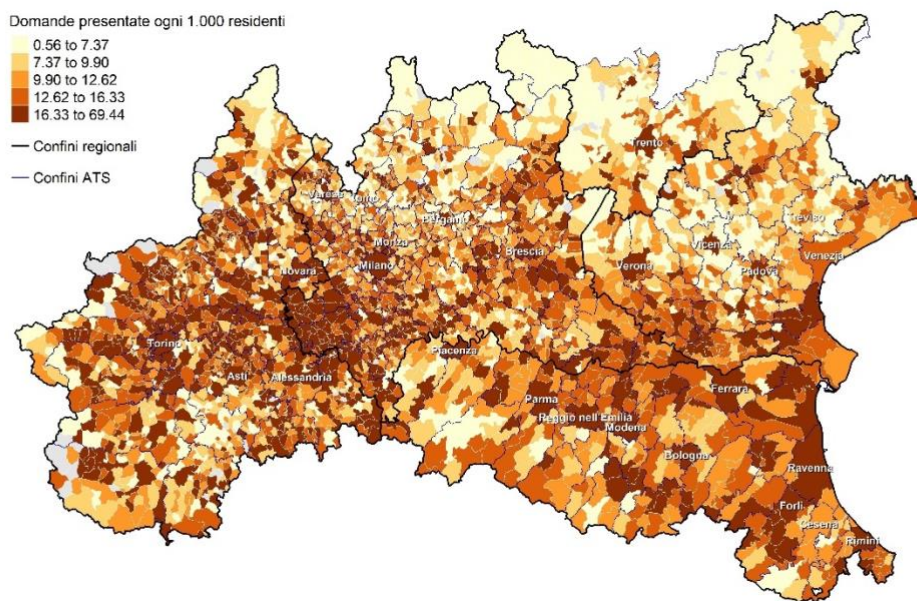 Domande presentate ogni 1.000 residenti
0.56 to 7.37
7.37 to 9.90
9.90 to 12.62
12.62 to 16.33
16.33 to 69.44
Confini regionali
Confini ATS
Trento
Varese
Como
Bergamo
Treviso
Monza
Vicenza
Brescia
Milano
Novara
Verona
Padova
Venezia
Torino
Piacenza
Asti
Alessandria
Ferrara
Parma
Reggio nell'Emilia
Modena
Bologna
Ravenna
Forlì
Cesena
Rimini